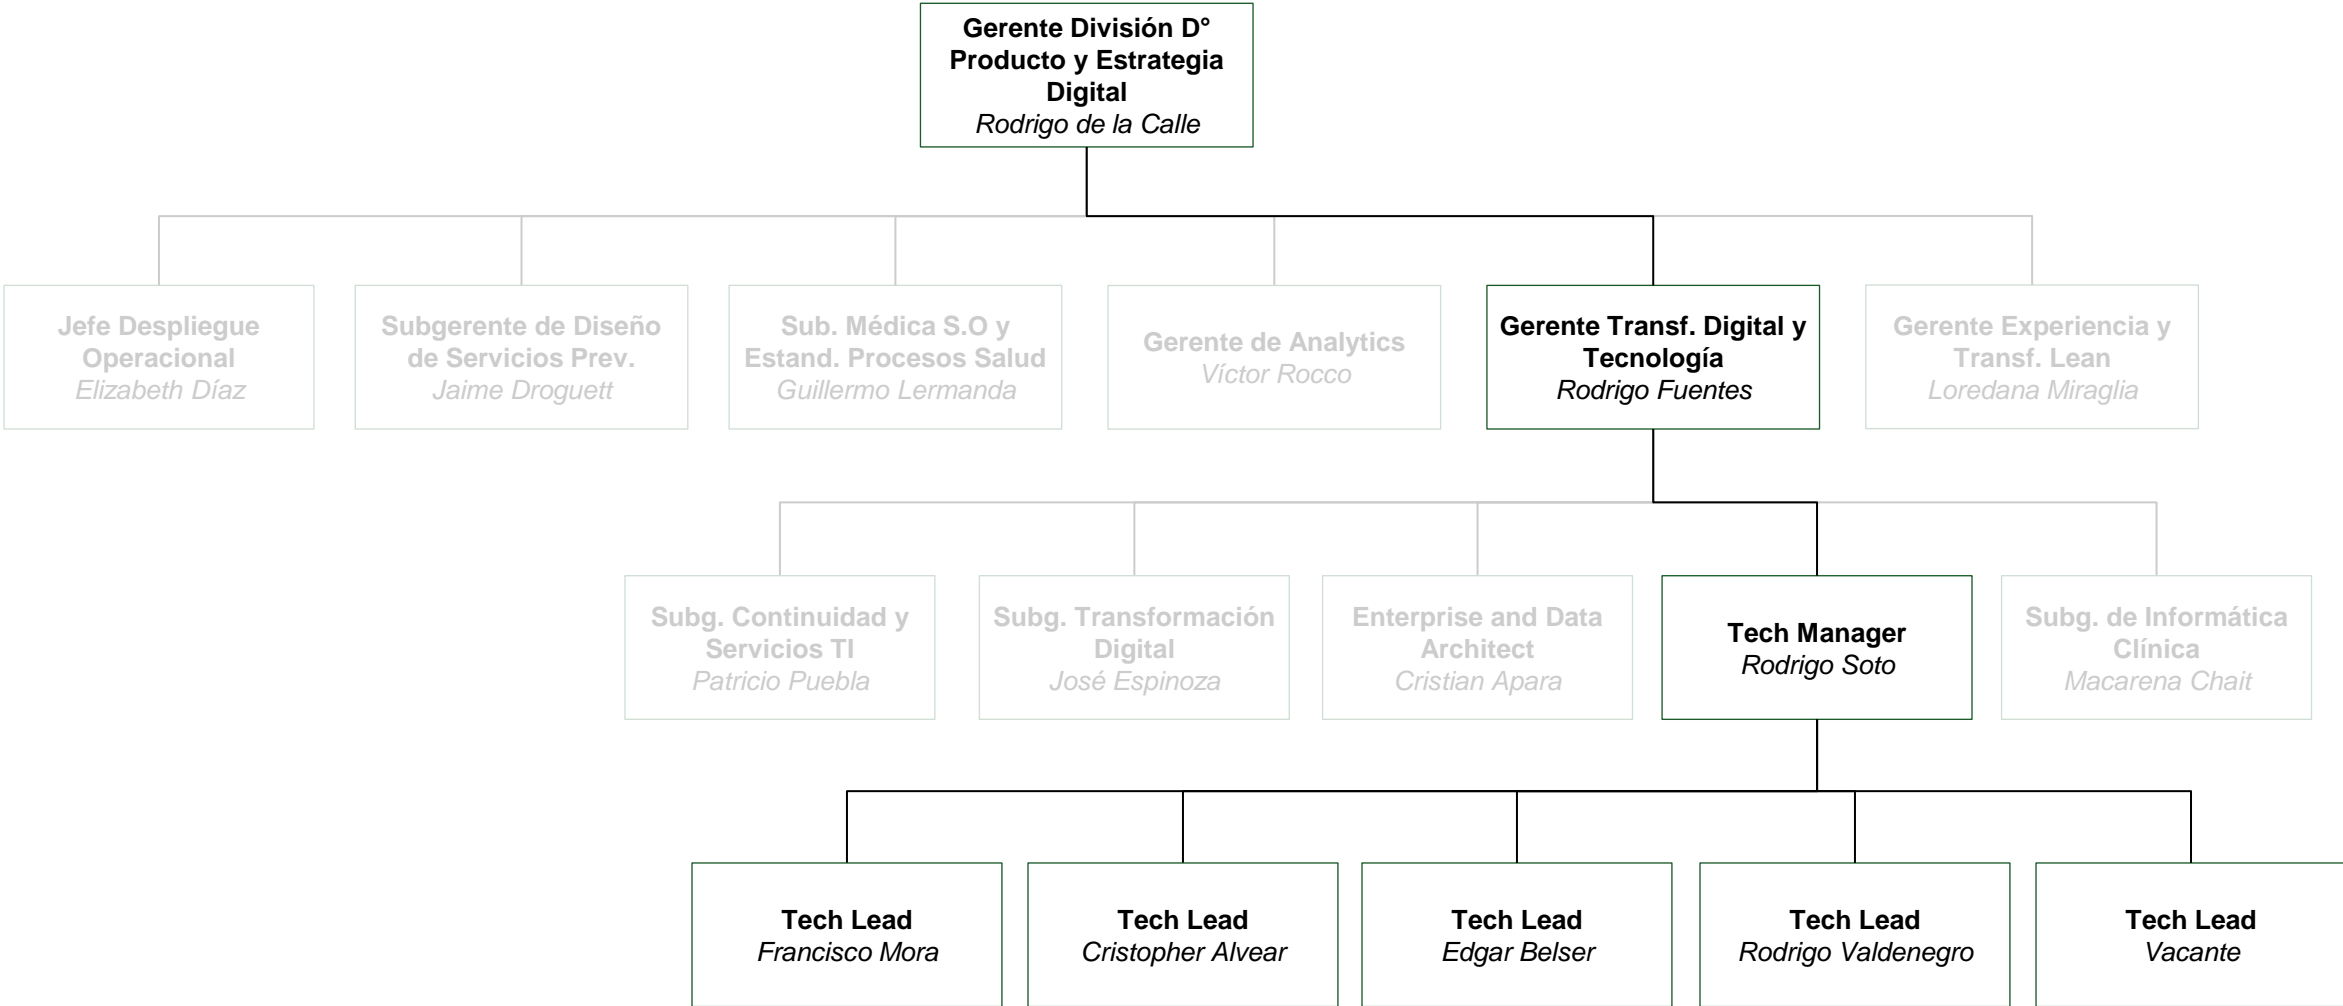 Gerente División D°
Producto y Estrategia
Digital
Rodrigo de la Calle
Jefe Despliegue
Operacional
Elizabeth Díaz
Subgerente de Diseño
de Servicios Prev.
Jaime Droguett
Sub. Médica S.O y
Estand. Procesos Salud
Guillermo Lermanda
Gerente de Analytics
Víctor Rocco
Gerente Transf. Digital y
Tecnología
Rodrigo Fuentes
Gerente Experiencia y
Transf. Lean
Loredana Miraglia
Subg. Continuidad y
Servicios TI
Patricio Puebla
Subg. Transformación
Digital
José Espinoza
Enterprise and Data
Architect
Cristian Apara
Tech Manager
Rodrigo Soto
Subg. de Informática
Clínica
Macarena Chait
Tech Lead
Francisco Mora
Tech Lead
Cristopher Alvear
Tech Lead
Edgar Belser
Tech Lead
Rodrigo Valdenegro
Tech Lead
Vacante